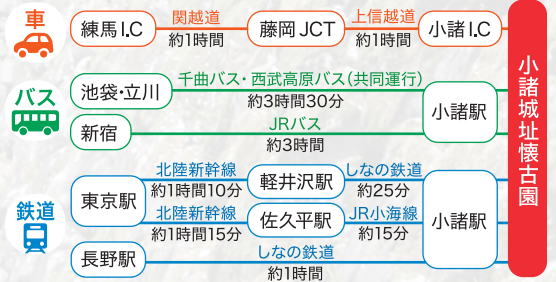 車
練馬I.C
関越道
約1時間
藤岡JCT
上信越道
約1時間
小諸I.C
バス
池袋・立川
千曲バス・西武高原バス(共同運行)
約3時間30分
新宿
JRバス
約3時間
小諸駅
鉄道
東京駅
北陸新幹線
約1時間10分
軽井沢駅
しなの鉄道
約25分
北陸新幹線
約1時間15分
佐久平駅
JR小海線
約15分
長野駅
しなの鉄道
約1時間
小諸駅
小諸城址懐古園